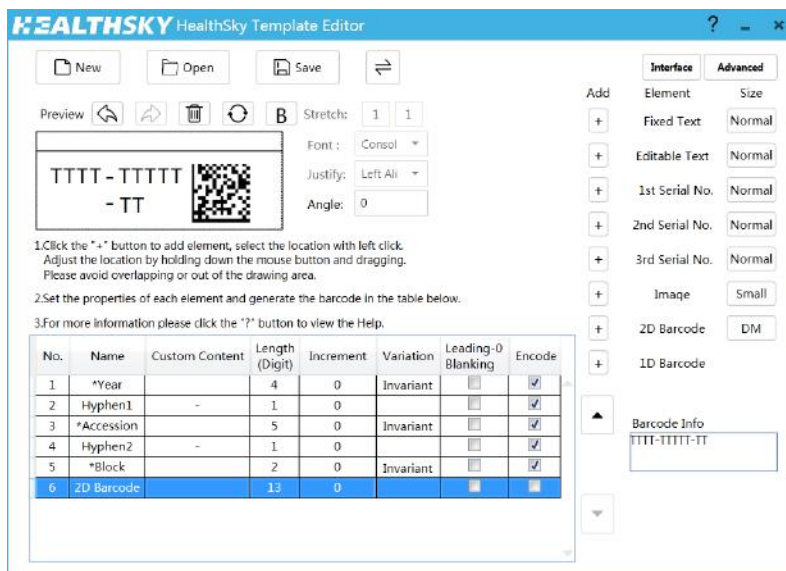 HEALTHSKY HealthSky Template Editor ? _ ×
New Open Save
Interface Advanced
Add Element Size
Preview B Stretch: 1 1
+ Fixed Text Normal
Font : Consol
+ Editable Text Normal
TTTT - TTTTT
- TT
Justify: Left Ali
+ 1st Serial No. Normal
Angle: 0
+ 2nd Serial No. Normal
1.Click the "+" button to add element, select the location with left click.
Adjust the location by holding down the mouse button and dragging.
Please avoid overlapping or out of the drawing area.
+ 3rd Serial No. Normal
2.Set the properties of each element and generate the barcode in the table below.
+ Image Small
3.For more information please click the "?" button to view the Help.
+ 2D Barcode DM
+ 1D Barcode
No. Name Custom Content Length (Digit) Increment Variation Leading-0 Blanking Encode
1 *Year 4 0 Invariant
2 Hyphen1 - 1 0
3 *Accession 5 0 Invariant
4 Hyphen2 - 1 0
5 *Block 2 0 Invariant
6 2D Barcode 13 0
Barcode Info
TTTT-TTTTT-TT